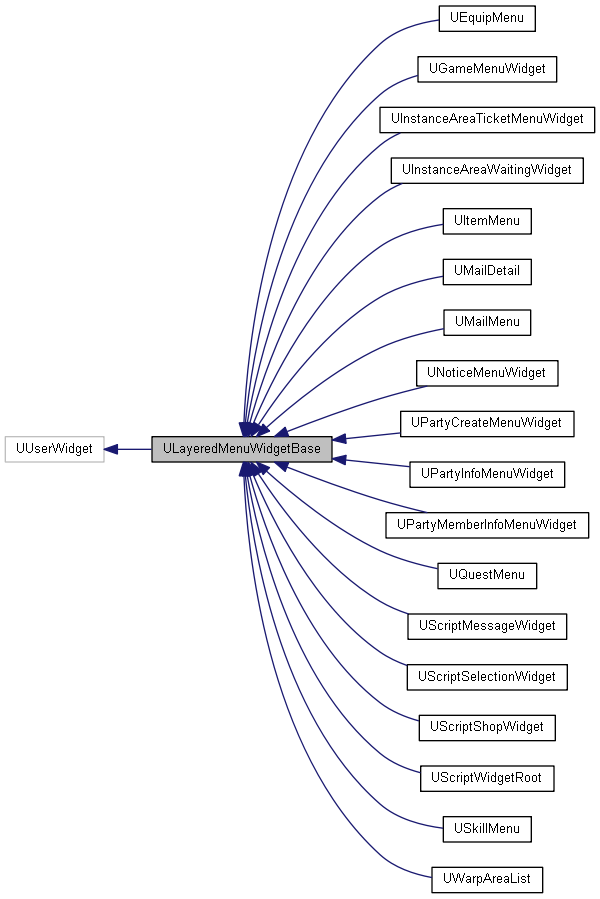 UEquipMenu
UGameMenuWidget
UInstanceAreaTicketMenuWidget
UInstanceAreaWaitingWidget
UItemMenu
UMailDetail
UMailMenu
UNoticeMenuWidget
UPartyCreateMenuWidget
UUserWidget
ULayeredMenuWidgetBase
UPartyInfoMenuWidget
UPartyMemberInfoMenuWidget
UQuestMenu
UScriptMessageWidget
UScriptSelectionWidget
UScriptShopWidget
UScriptWidgetRoot
USkillMenu
UWarpAreaList